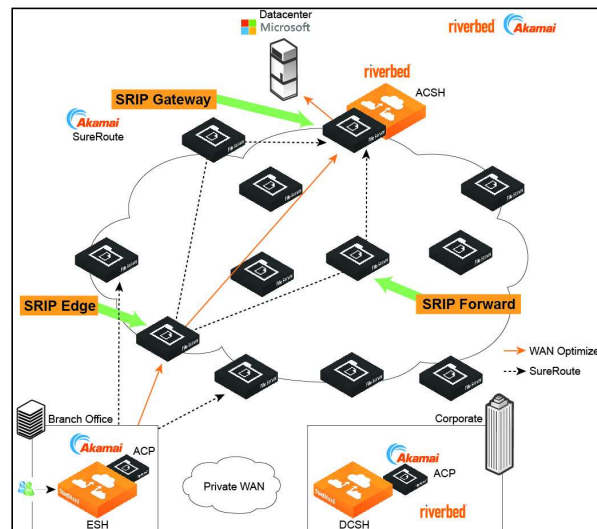 Datacenter
Microsoft
riverbed Akamai
riverbed
ACSH
SRIP Gateway
Akamai
SureRoute
SRIP Edge
SRIP Forward
WAN Optimize
SureRoute
Branch Office
Corporate
Akamai
ACP
ESH
Private WAN
Akamai
ACP
DCSH
riverbed